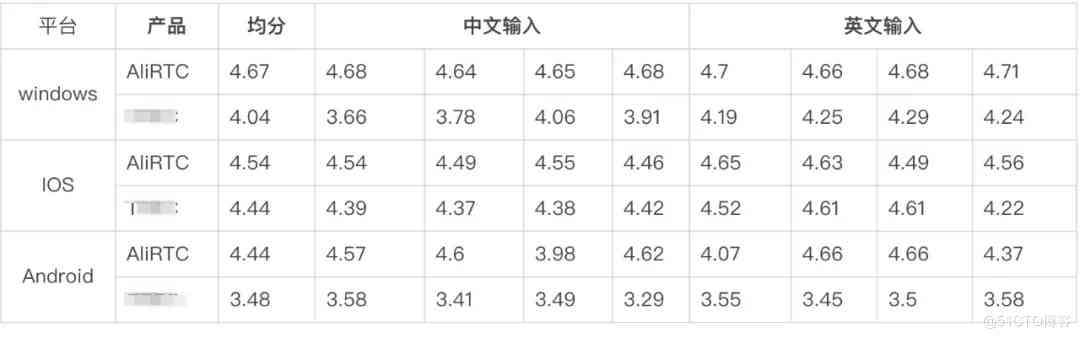 平台 产品 均分 中文输入 英文输入
windows AliRTC 4.67 4.68 4.64 4.65 4.68 4.7 4.66 4.68 4.71
4.04 3.66 3.78 4.06 3.91 4.19 4.25 4.29 4.24
IOS AliRTC 4.54 4.54 4.49 4.55 4.46 4.65 4.63 4.49 4.56
4.44 4.39 4.37 4.38 4.42 4.52 4.61 4.61 4.22
Android AliRTC 4.44 4.57 4.6 3.98 4.62 4.07 4.66 4.66 4.37
3.48 3.58 3.41 3.49 3.29 3.55 3.45 3.5 3.58
@51CTO博客